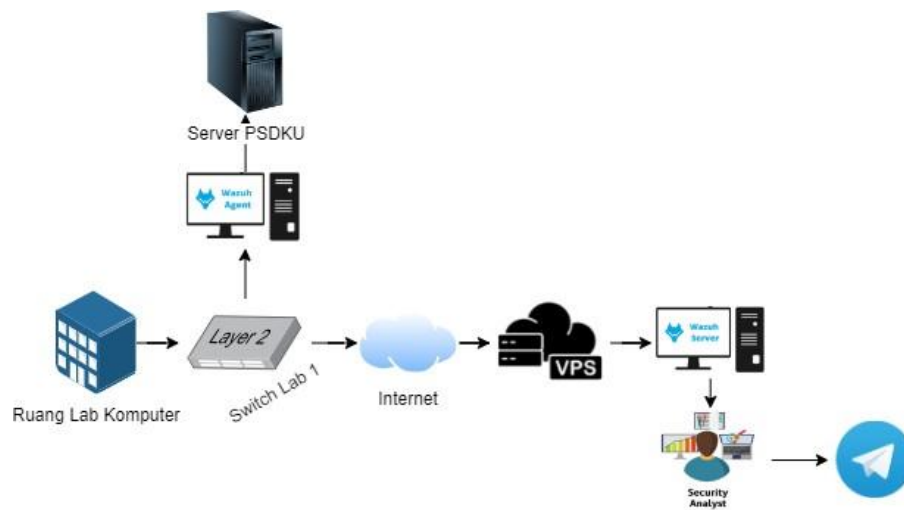 Server PSDKU
Wazuh
Agent
Layer 2
Switch Lab 1
Ruang Lab Komputer
Internet
VPS
Wazuh
Server
Security
Analyst